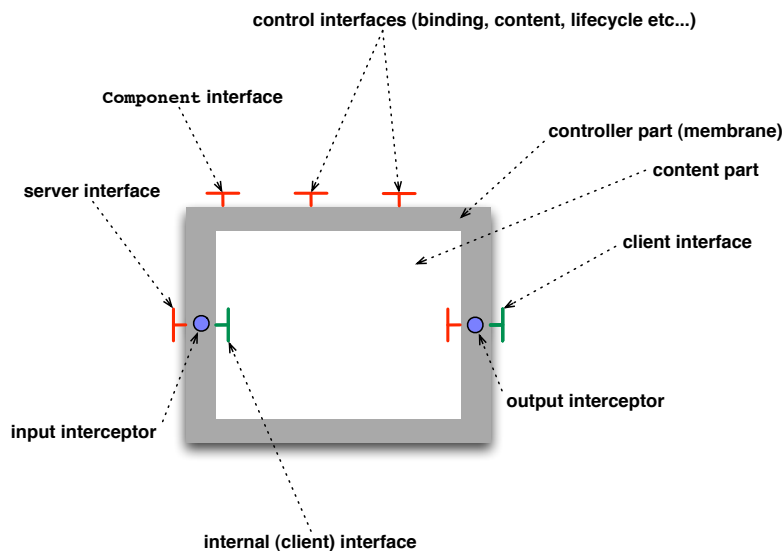 control interfaces (binding, content, lifecycle etc...)
Component interface
controller part (membrane)
content part
server interface
client interface
output interceptor
input interceptor
internal (client) interface